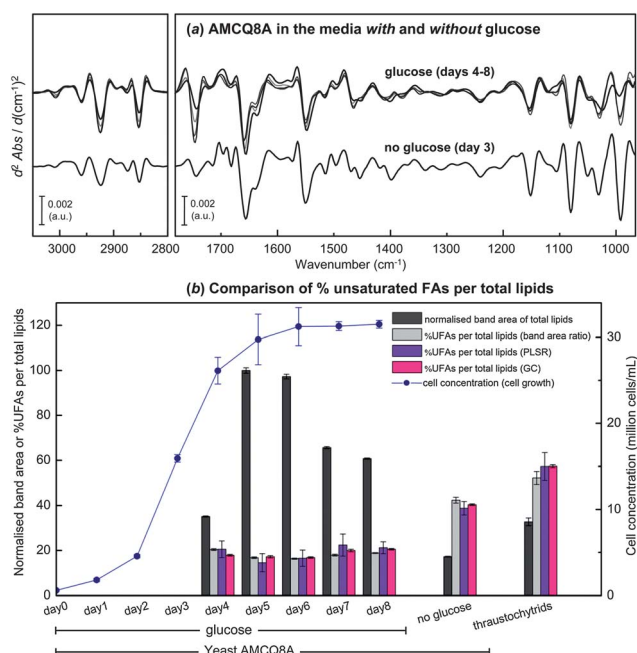 (a) AMCQ8A in the media with and without glucose
glucose (days 4-8)
no glucose (day 3)
d² Abs / d(cm⁻¹)²
0.002
(a.u.)
0.002
(a.u.)
3000 2900 2800 1700 1600 1500 1400 1300 1200 1100 1000
Wavenumber (cm⁻¹)
(b) Comparison of % unsaturated FAs per total lipids
normalised band area of total lipids
%UFAs per total lipids (band area ratio)
%UFAs per total lipids (PLSR)
%UFAs per total lipids (GC)
cell concentration (cell growth)
Normalised band area or %UFAs per total lipids
120
100
80
60
40
20
0
Cell concentration (million cells/mL)
30
20
10
0
day0 day1 day2 day3 day4 day5 day6 day7 day8 no glucose thraustochytrids
glucose
Yeast AMCQ8A